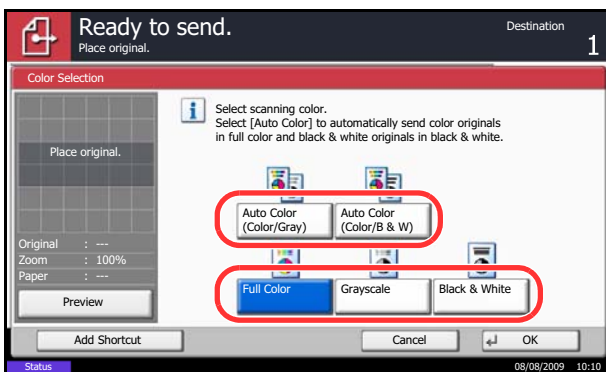 Ready to send.
Destination
Place original.
1
Color Selection
Select scanning color.
Select [Auto Color] to automatically send color originals
in full color and black & white originals in black & white.
Place original.
Auto Color
(Color/Gray)
Auto Color
(Color/B & W)
Original : ---
Zoom : 100%
Paper : ---
Full Color
Grayscale
Black & White
Preview
Add Shortcut
Cancel
OK
Status
08/08/2009 10:10